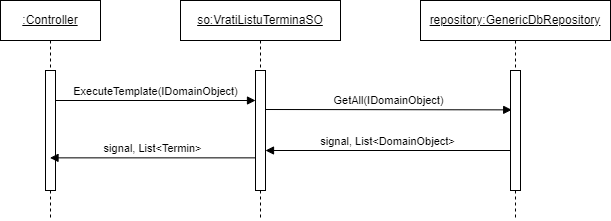 :Controller
so:VratiListuTerminaSO
repository:GenericDbRepository
ExecuteTemplate(IDomainObject)
GetAll(IDomainObject)
signal, List<DomainObject>
signal, List<Termin>